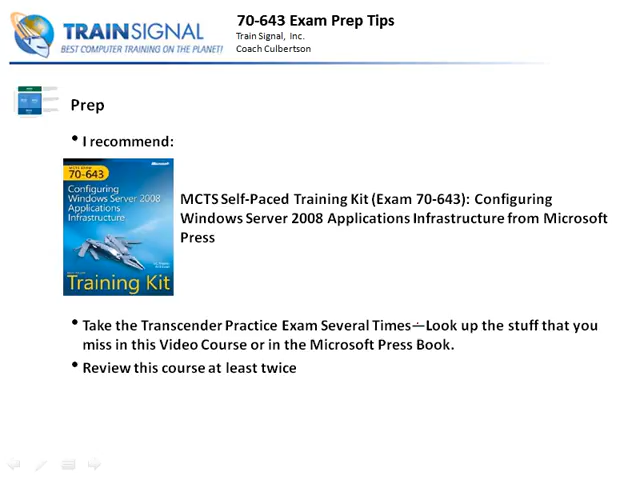 TRAINSIGNAL
BEST COMPUTER TRAINING ON THE PLANET!
70-643 Exam Prep Tips
Train Signal, Inc.
Coach Culbertson
Prep
• I recommend:
Microsoft
MCTS EXAM
70-643
Configuring
Windows Server 2008
Applications
Infrastructure
Training Kit
MCTS Self-Paced Training Kit (Exam 70-643): Configuring
Windows Server 2008 Applications Infrastructure from Microsoft
Press
• Take the Transcender Practice Exam Several Times—Look up the stuff that you
miss in this Video Course or in the Microsoft Press Book.
• Review this course at least twice